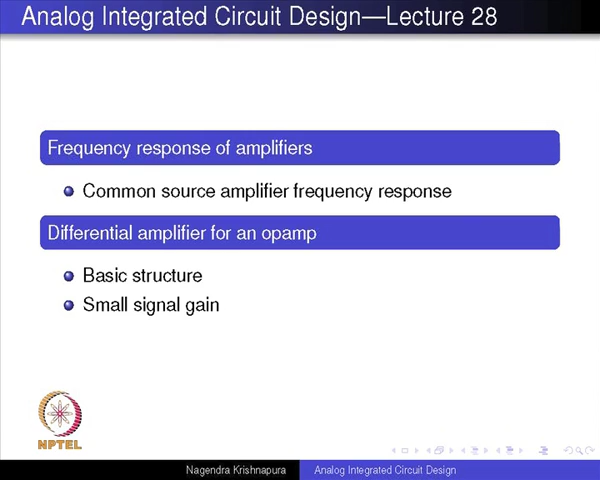 Analog Integrated Circuit Design—Lecture 28
Frequency response of amplifiers
Common source amplifier frequency response
Differential amplifier for an opamp
Basic structure
Small signal gain
NPTEL
Nagendra Krishnapura Analog Integrated Circuit Design